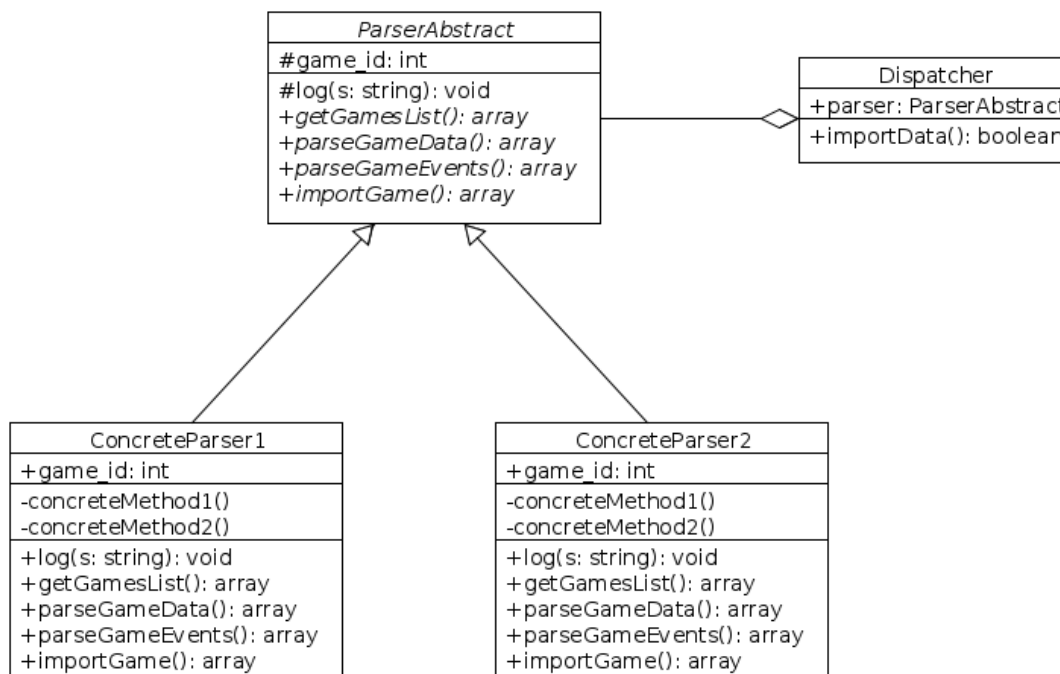 ParserAbstract
#game_id: int
#log(s: string): void
+getGamesList(): array
+parseGameData(): array
+parseGameEvents(): array
+importGame(): array
Dispatcher
+parser: ParserAbstract
+importData(): boolean
ConcreteParser1
+game_id: int
-concreteMethod1()
-concreteMethod2()
+log(s: string): void
+getGamesList(): array
+parseGameData(): array
+parseGameEvents(): array
+importGame(): array
ConcreteParser2
+game_id: int
-concreteMethod1()
-concreteMethod2()
+log(s: string): void
+getGamesList(): array
+parseGameData(): array
+parseGameEvents(): array
+importGame(): array